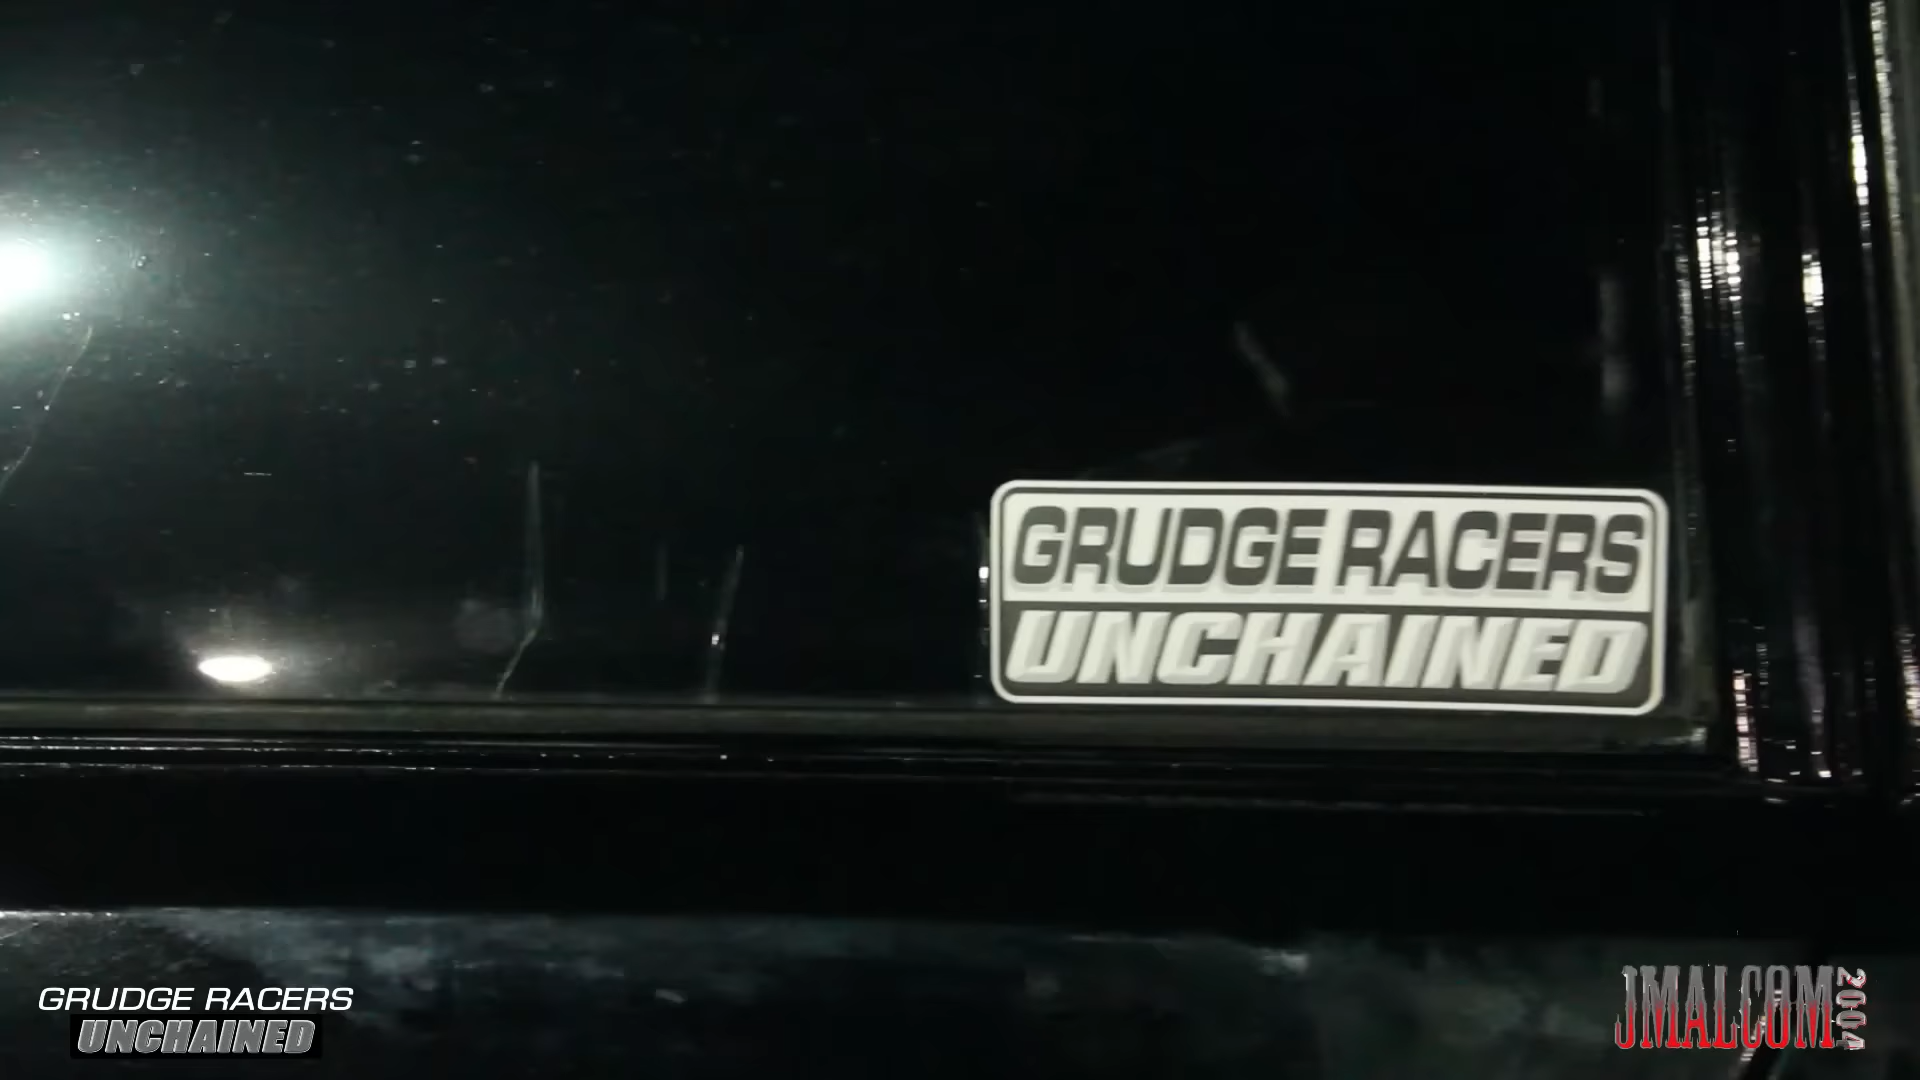 GRUDGE RACERS
UNCHAINED
GRUDGE RACERS
UNCHAINED
JMALCOM
2004